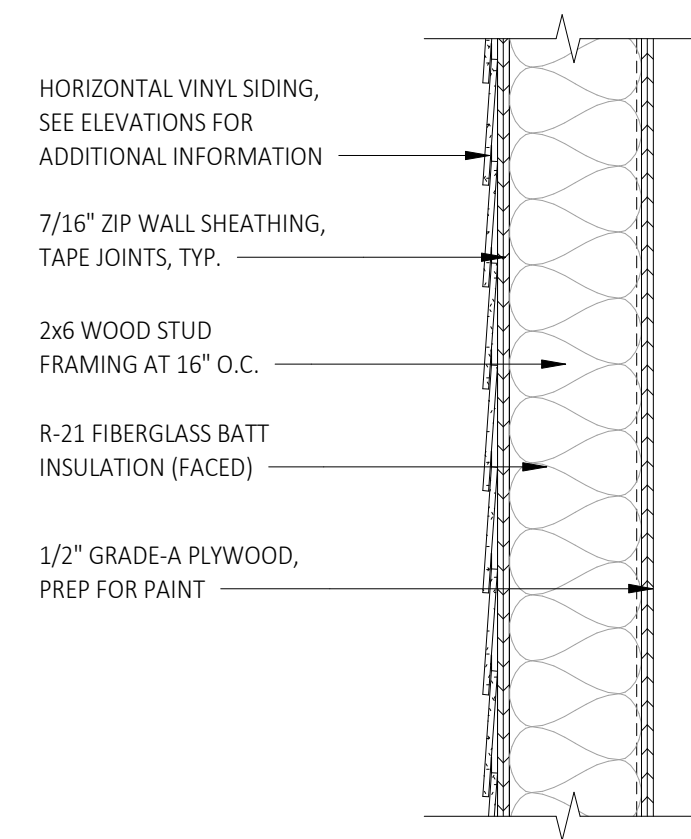 HORIZONTAL VINYL SIDING,
SEE ELEVATIONS FOR
ADDITIONAL INFORMATION
7/16" ZIP WALL SHEATHING,
TAPE JOINTS, TYP.
2x6 WOOD STUD
FRAMING AT 16" O.C.
R-21 FIBERGLASS BATT
INSULATION (FACED)
1/2" GRADE-A PLYWOOD,
PREP FOR PAINT